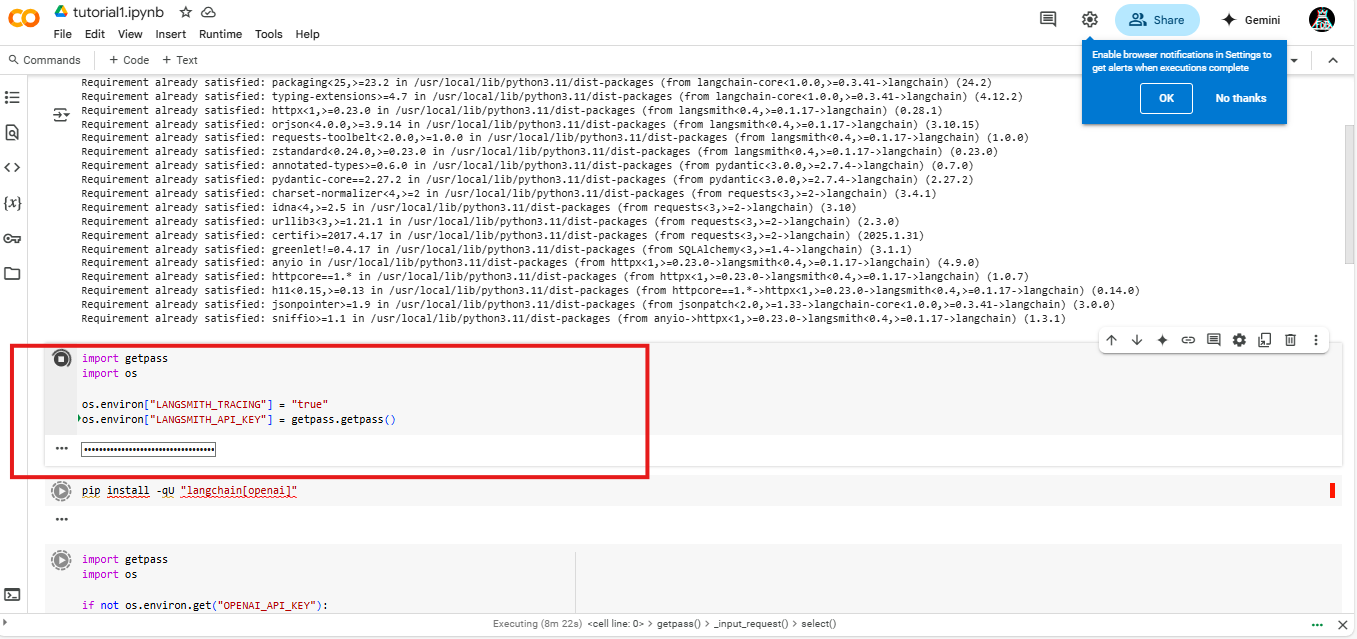 CO tutorial1.ipynb
File Edit View Insert Runtime Tools Help
Share Gemini
Commands + Code + Text
Enable browser notifications in Settings to
get alerts when executions complete
OK No thanks
Requirement already satisfied: packaging<25,>=23.2 in /usr/local/lib/python3.11/dist-packages (from langchain-core<1.0.0,>=0.3.41->langchain) (24.2)
Requirement already satisfied: typing-extensions>=4.7 in /usr/local/lib/python3.11/dist-packages (from langchain-core<1.0.0,>=0.3.41->langchain) (4.12.2)
Requirement already satisfied: httpx<1,>=0.23.0 in /usr/local/lib/python3.11/dist-packages (from langsmith<0.4,>=0.1.17->langchain) (0.28.1)
Requirement already satisfied: orjson<4.0.0,>=3.9.14 in /usr/local/lib/python3.11/dist-packages (from langsmith<0.4,>=0.1.17->langchain) (3.10.15)
Requirement already satisfied: requests-toolbelt<2.0.0,>=1.0.0 in /usr/local/lib/python3.11/dist-packages (from langsmith<0.4,>=0.1.17->langchain) (1.0.0)
Requirement already satisfied: zstandard<0.24.0,>=0.23.0 in /usr/local/lib/python3.11/dist-packages (from langsmith<0.4,>=0.1.17->langchain) (0.23.0)
Requirement already satisfied: annotated-types>=0.6.0 in /usr/local/lib/python3.11/dist-packages (from pydantic<3.0.0,>=2.7.4->langchain) (0.7.0)
Requirement already satisfied: pydantic-core==2.27.2 in /usr/local/lib/python3.11/dist-packages (from pydantic<3.0.0,>=2.7.4->langchain) (2.27.2)
Requirement already satisfied: charset-normalizer<4,>=2 in /usr/local/lib/python3.11/dist-packages (from requests<3,>=2->langchain) (3.4.1)
Requirement already satisfied: idna<4,>=2.5 in /usr/local/lib/python3.11/dist-packages (from requests<3,>=2->langchain) (3.10)
Requirement already satisfied: urllib3<3,>=1.21.1 in /usr/local/lib/python3.11/dist-packages (from requests<3,>=2->langchain) (2.3.0)
Requirement already satisfied: certifi>=2017.4.17 in /usr/local/lib/python3.11/dist-packages (from requests<3,>=2->langchain) (2025.1.31)
Requirement already satisfied: greenlet!=0.4.17 in /usr/local/lib/python3.11/dist-packages (from SQLAlchemy<3,>=1.4->langchain) (3.1.1)
Requirement already satisfied: anyio in /usr/local/lib/python3.11/dist-packages (from httpx<1,>=0.23.0->langsmith<0.4,>=0.1.17->langchain) (4.9.0)
Requirement already satisfied: httpcore==1.* in /usr/local/lib/python3.11/dist-packages (from httpx<1,>=0.23.0->langsmith<0.4,>=0.1.17->langchain) (1.0.7)
Requirement already satisfied: h11<0.15,>=0.13 in /usr/local/lib/python3.11/dist-packages (from httpcore==1.*->httpx<1,>=0.23.0->langsmith<0.4,>=0.1.17->langchain) (0.14.0)
Requirement already satisfied: jsonpointer>=1.9 in /usr/local/lib/python3.11/dist-packages (from jsonpatch<2.0,>=1.33->langchain-core<1.0.0,>=0.3.41->langchain) (3.0.0)
Requirement already satisfied: sniffio>=1.1 in /usr/local/lib/python3.11/dist-packages (from anyio->httpx<1,>=0.23.0->langsmith<0.4,>=0.1.17->langchain) (1.3.1)
import getpass
import os
os.environ["LANGSMITH_TRACING"] = "true"
os.environ["LANGSMITH_API_KEY"] = getpass.getpass()
pip install -qU "langchain[openai]"
import getpass
import os
if not os.environ.get("OPENAI_API_KEY"):
Executing (8m 22s) <cell line: 0> > getpass() > _input_request() > select()